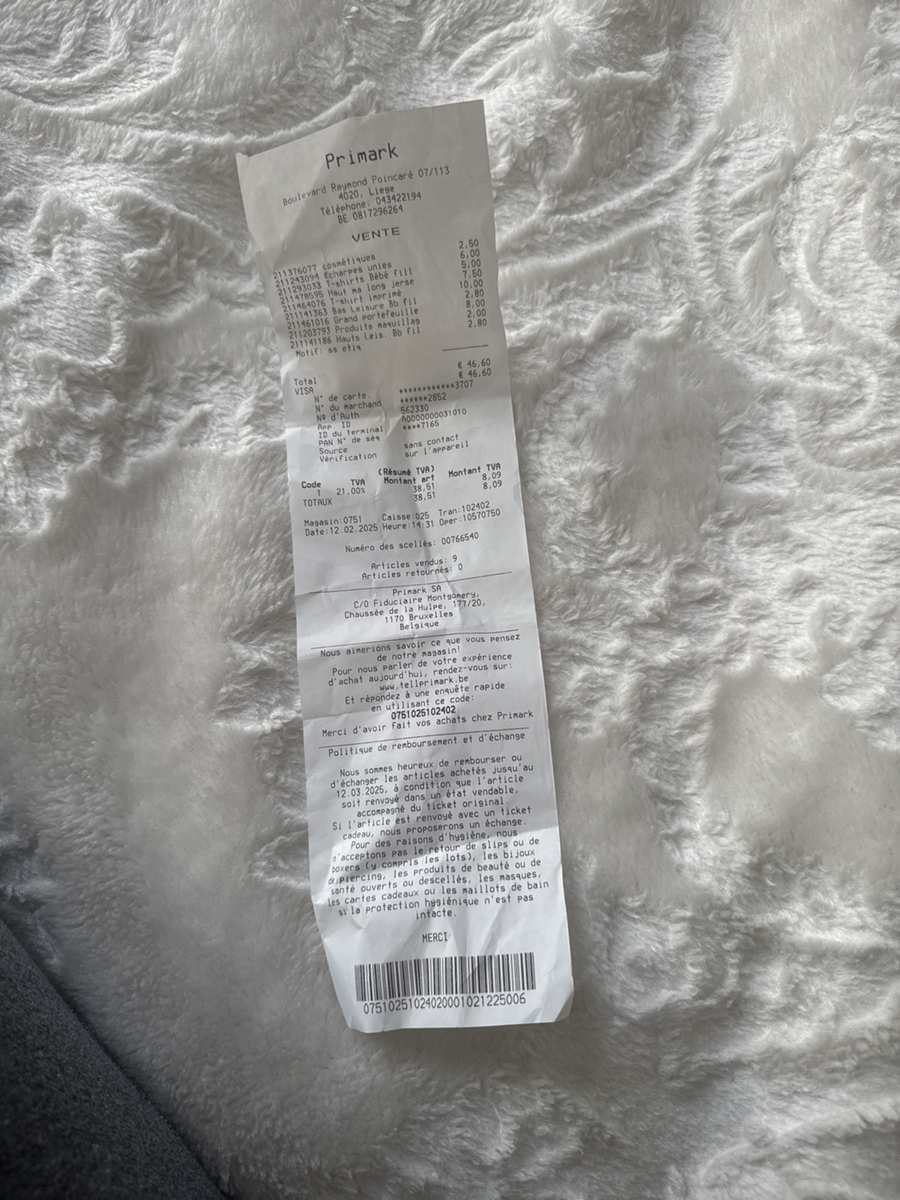 Primark
Boulevard Raymond Poincaré 07/113
4020, Liege
Téléphone: 043422194
BE 0817296264
VENTE
211376077 cosmétiques 2,50
211243094 Écharpes unies 6,00
211293033 T-shirts Bébé fill 5,00
211478595 Haut ma long jerse 7,50
211464076 T-shirt imprimé 10,00
211141363 Bas Leisure Bb fil 2,80
211461016 Grand portefeuille 8,00
211203793 Produits maquillag 2,00
211141186 Hauts Leis. Bb fil 2,80
Motif: ss etiq
Total € 46,60
VISA € 46,60
N° de carte. ************3707
N° du marchand ******2852
Nº d'Auth 662330
App. ID A0000000031010
ID du terminal ****7165
PAN N° de séq
Source sans contact
Vérification sur l'appareil
(Résumé TVA)
Code TVA Montant art Montant TVA
1 21,00% 38,51 8,09
TOTAUX 38,51 8,09
Magasin:0751 Caisse:025 Tran:102402
Date:12.02.2025 Heure:14:31 Oper:10570750
Numéro des scellés: 00766540
Articles vendus: 9
Articles retournés: 0
Primark SA
C/O Fiduciaire Montgomery,
Chaussée de la Hulpe, 177/20,
1170 Bruxelles
Belgique
Nous aimerions savoir ce que vous pensez
de notre magasin!
Pour nous parler de votre expérience
d'achat aujourd'hui, rendez-vous sur:
www.tellprimark.be
Et répondez à une enquête rapide
en utilisant ce code:
0751025102402
Merci d'avoir fait vos achats chez Primark
Politique de remboursement et d'échange
Nous sommes heureux de rembourser ou
d'échanger les articles achetés jusqu'au
12.03.2025, à condition que l'article
soit renvoyé dans un état vendable,
accompagné du ticket original.
Si l'article est renvoyé avec un ticket
cadeau, nous proposerons un échange.
Pour des raisons d'hygiène, nous
n'acceptons pas le retour de slips ou de
boxers (y compris les lots), les bijoux
de piercing, les produits de beauté ou de
santé ouverts ou descellés, les masques,
les cartes cadeaux ou les maillots de bain
si la protection hygiénique n'est pas
intacte.
MERCI
07510251024020001021225006